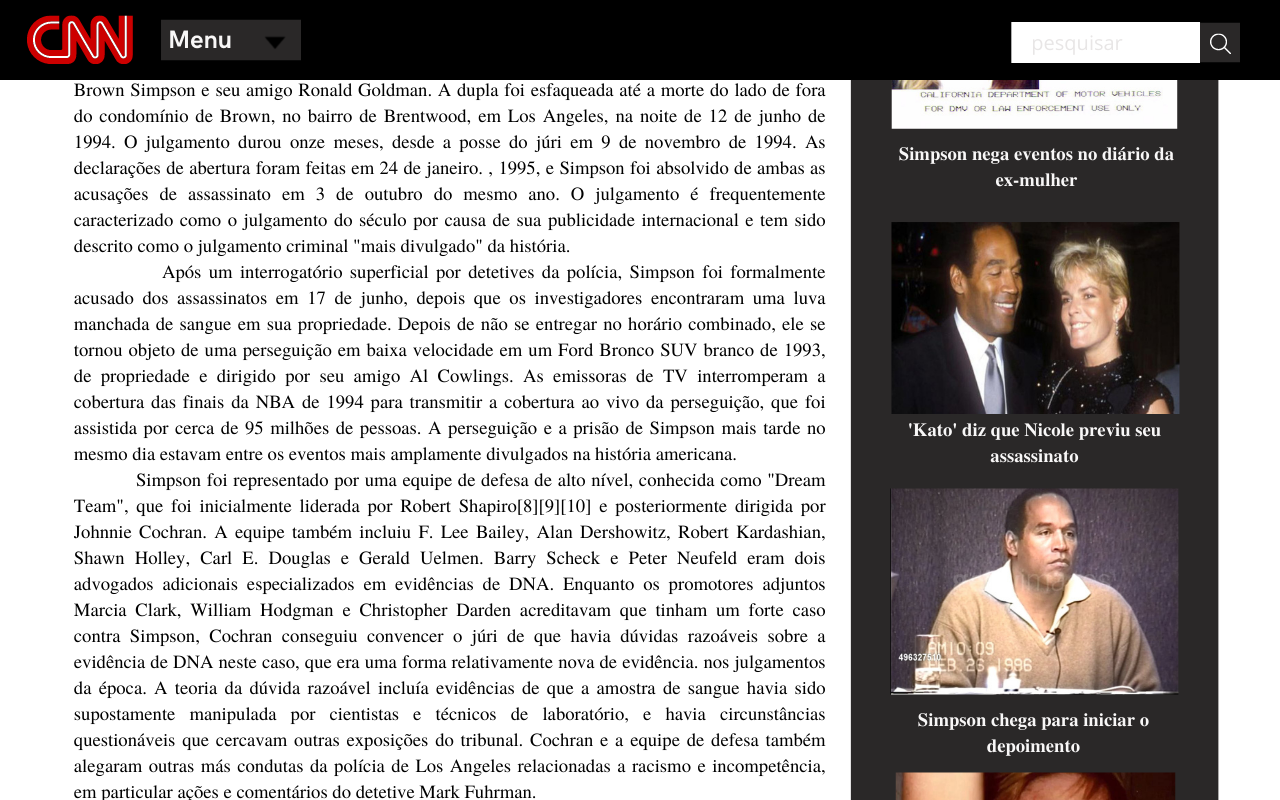 CNN
Menu
pesquisar
Brown Simpson e seu amigo Ronald Goldman. A dupla foi esfaqueada até a morte do lado de fora
do condomínio de Brown, no bairro de Brentwood, em Los Angeles, na noite de 12 de junho de
1994. O julgamento durou onze meses, desde a posse do júri em 9 de novembro de 1994. As
declarações de abertura foram feitas em 24 de janeiro. , 1995, e Simpson foi absolvido de ambas as
acusações de assassinato em 3 de outubro do mesmo ano. O julgamento é frequentemente
caracterizado como o julgamento do século por causa de sua publicidade internacional e tem sido
descrito como o julgamento criminal "mais divulgado" da história.
Após um interrogatório superficial por detetives da polícia, Simpson foi formalmente
acusado dos assassinatos em 17 de junho, depois que os investigadores encontraram uma luva
manchada de sangue em sua propriedade. Depois de não se entregar no horário combinado, ele se
tornou objeto de uma perseguição em baixa velocidade em um Ford Bronco SUV branco de 1993,
de propriedade e dirigido por seu amigo Al Cowlings. As emissoras de TV interromperam a
cobertura das finais da NBA de 1994 para transmitir a cobertura ao vivo da perseguição, que foi
assistida por cerca de 95 milhões de pessoas. A perseguição e a prisão de Simpson mais tarde no
mesmo dia estavam entre os eventos mais amplamente divulgados na história americana.
Simpson foi representado por uma equipe de defesa de alto nível, conhecida como "Dream
Team", que foi inicialmente liderada por Robert Shapiro[8][9][10] e posteriormente dirigida por
Johnnie Cochran. A equipe também incluiu F. Lee Bailey, Alan Dershowitz, Robert Kardashian,
Shawn Holley, Carl E. Douglas e Gerald Uelmen. Barry Scheck e Peter Neufeld eram dois
advogados adicionais especializados em evidências de DNA. Enquanto os promotores adjuntos
Marcia Clark, William Hodgman e Christopher Darden acreditavam que tinham um forte caso
contra Simpson, Cochran conseguiu convencer o júri de que havia dúvidas razoáveis sobre a
evidência de DNA neste caso, que era uma forma relativamente nova de evidência. nos julgamentos
da época. A teoria da dúvida razoável incluía evidências de que a amostra de sangue havia sido
supostamente manipulada por cientistas e técnicos de laboratório, e havia circunstâncias
questionáveis que cercavam outras exposições do tribunal. Cochran e a equipe de defesa também
alegaram outras más condutas da polícia de Los Angeles relacionadas a racismo e incompetência,
em particular ações e comentários do detetive Mark Fuhrman.
CALIFORNIA DEPARTMENT OF MOTOR VEHICLES
FOR DMV OR LAW ENFORCEMENT USE ONLY
Simpson nega eventos no diário da
ex-mulher
'Kato' diz que Nicole previu seu
assassinato
AM10:09
496327510
FEB.26 1996
Simpson chega para iniciar o
depoimento